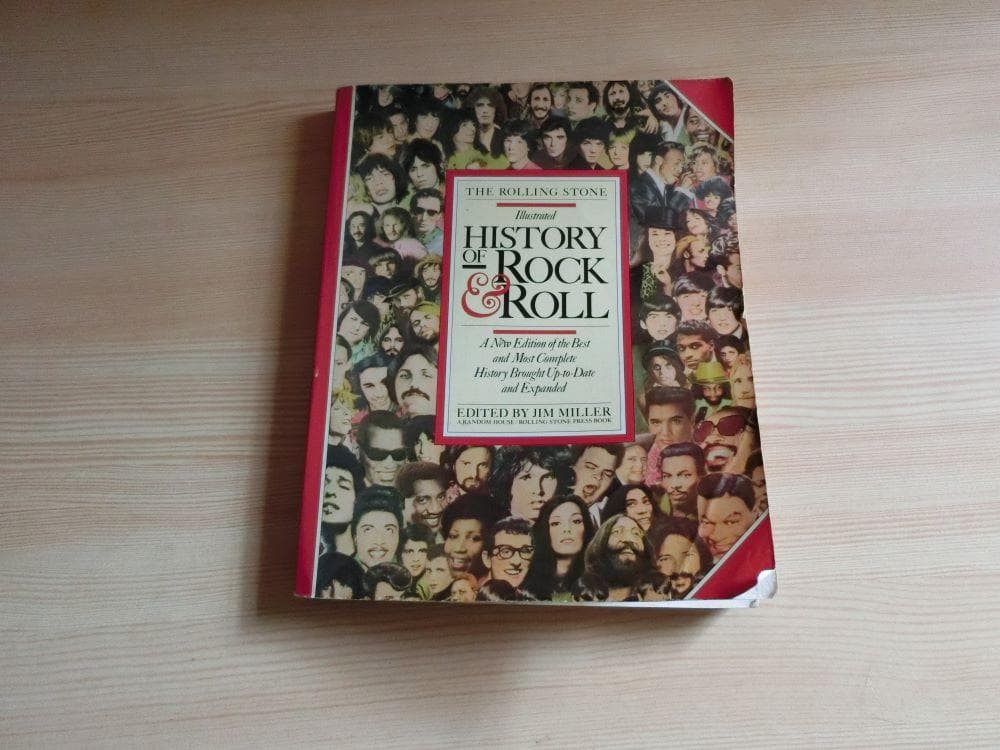 THE ROLLING STONE
Illustrated
HISTORY
OF ROCK
& ROLL
A New Edition of the Best
and Most Complete
History Brought Up-to-Date
and Expanded
EDITED BY JIM MILLER
A RANDOM HOUSE / ROLLING STONE PRESS BOOK